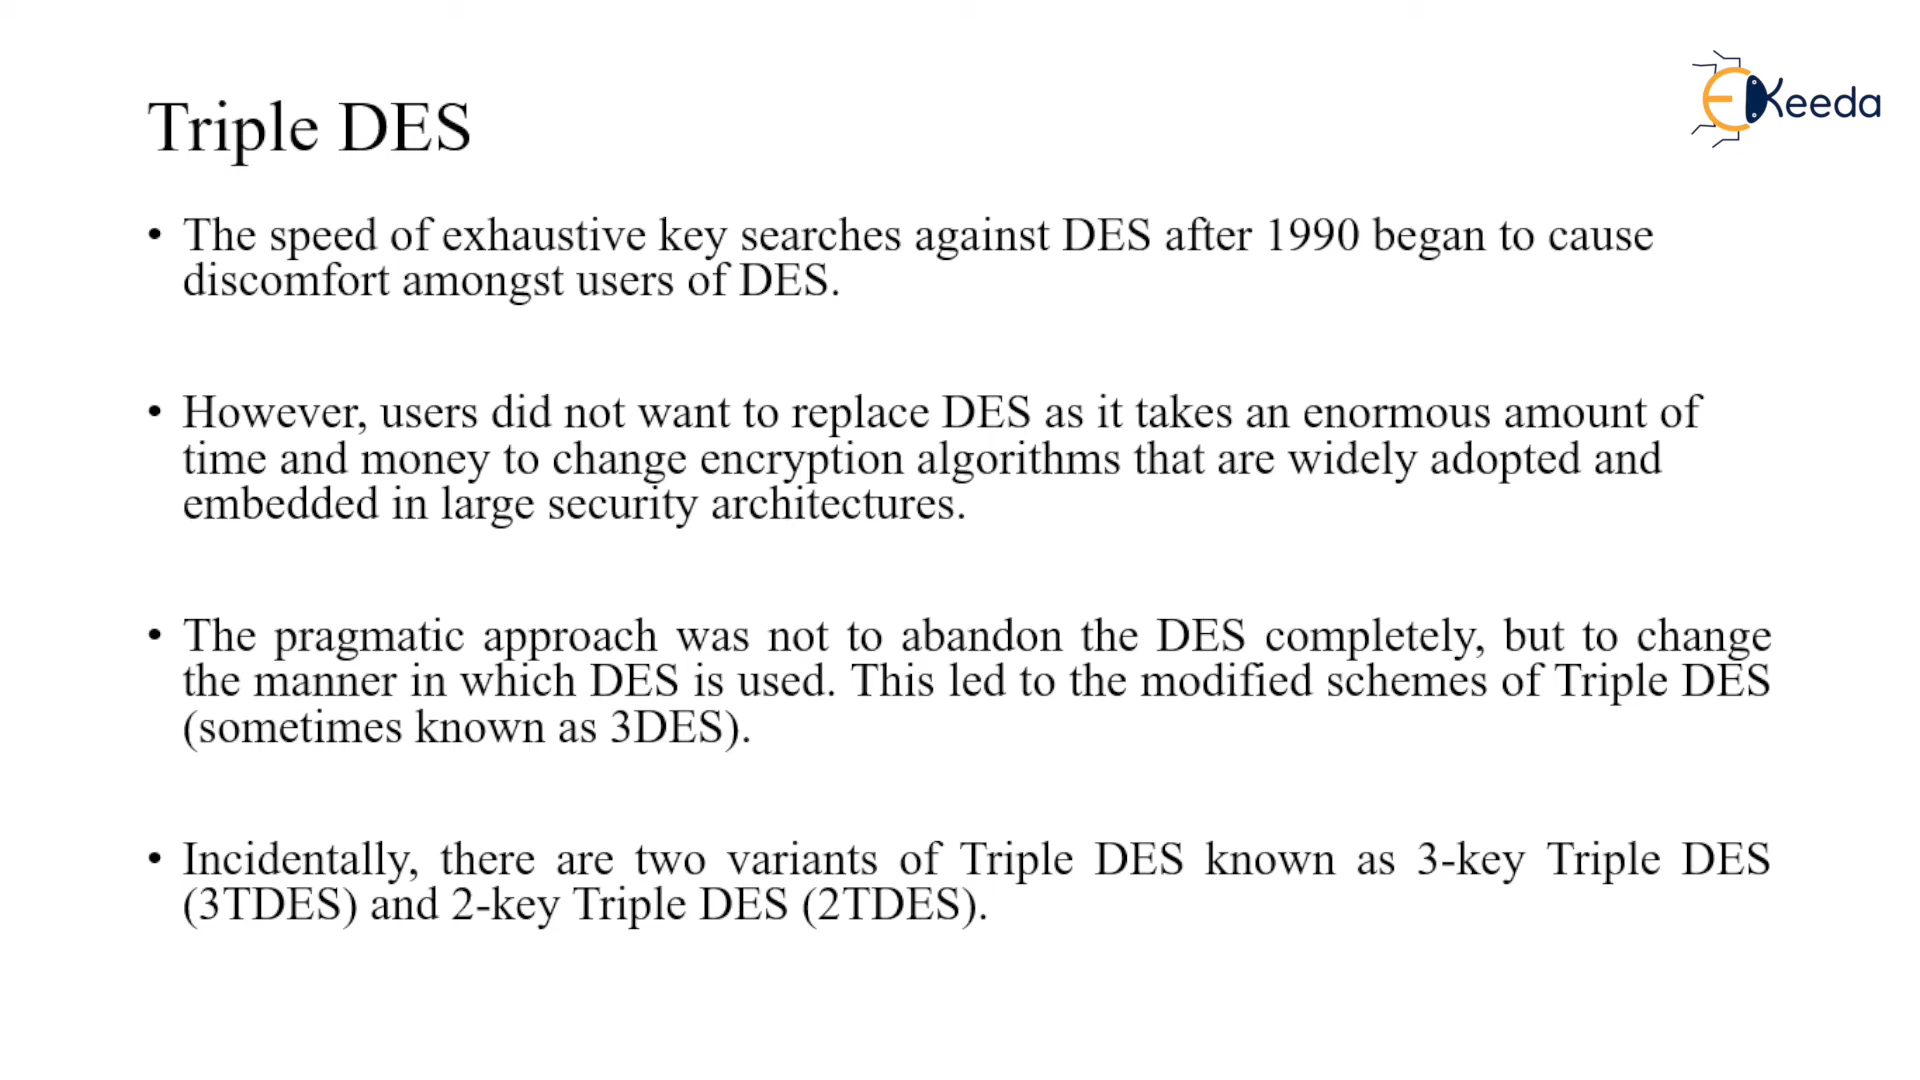 EKeeda
Triple DES
• The speed of exhaustive key searches against DES after 1990 began to cause
discomfort amongst users of DES.
• However, users did not want to replace DES as it takes an enormous amount of
time and money to change encryption algorithms that are widely adopted and
embedded in large security architectures.
• The pragmatic approach was not to abandon the DES completely, but to change
the manner in which DES is used. This led to the modified schemes of Triple DES
(sometimes known as 3DES).
• Incidentally, there are two variants of Triple DES known as 3-key Triple DES
(3TDES) and 2-key Triple DES (2TDES).